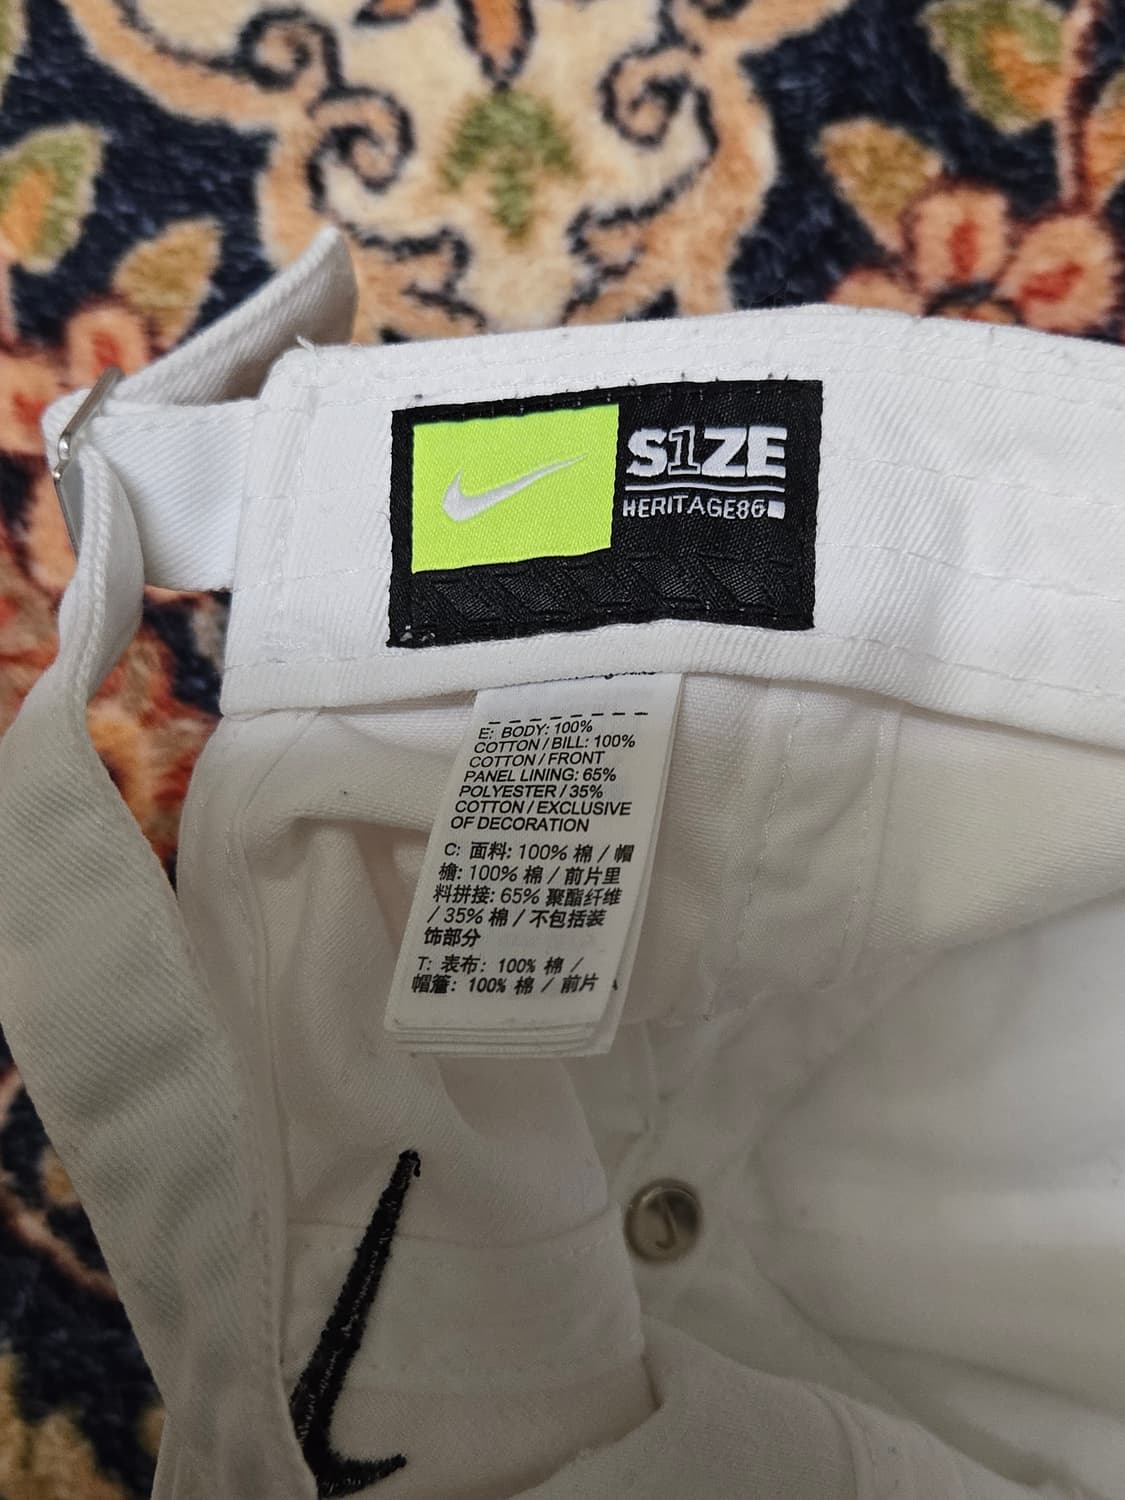 S1ZE
HERITAGE86
E: BODY: 100%
COTTON / BILL: 100%
COTTON / FRONT
PANEL LINING: 65%
POLYESTER / 35%
COTTON / EXCLUSIVE
OF DECORATION
C: 面料: 100% 棉 / 帽
檐: 100% 棉 / 前片里
料拼接: 65% 聚酯纤维
/ 35% 棉 / 不包括装
饰部分
T: 表布: 100% 棉 /
帽簷: 100% 棉 / 前片